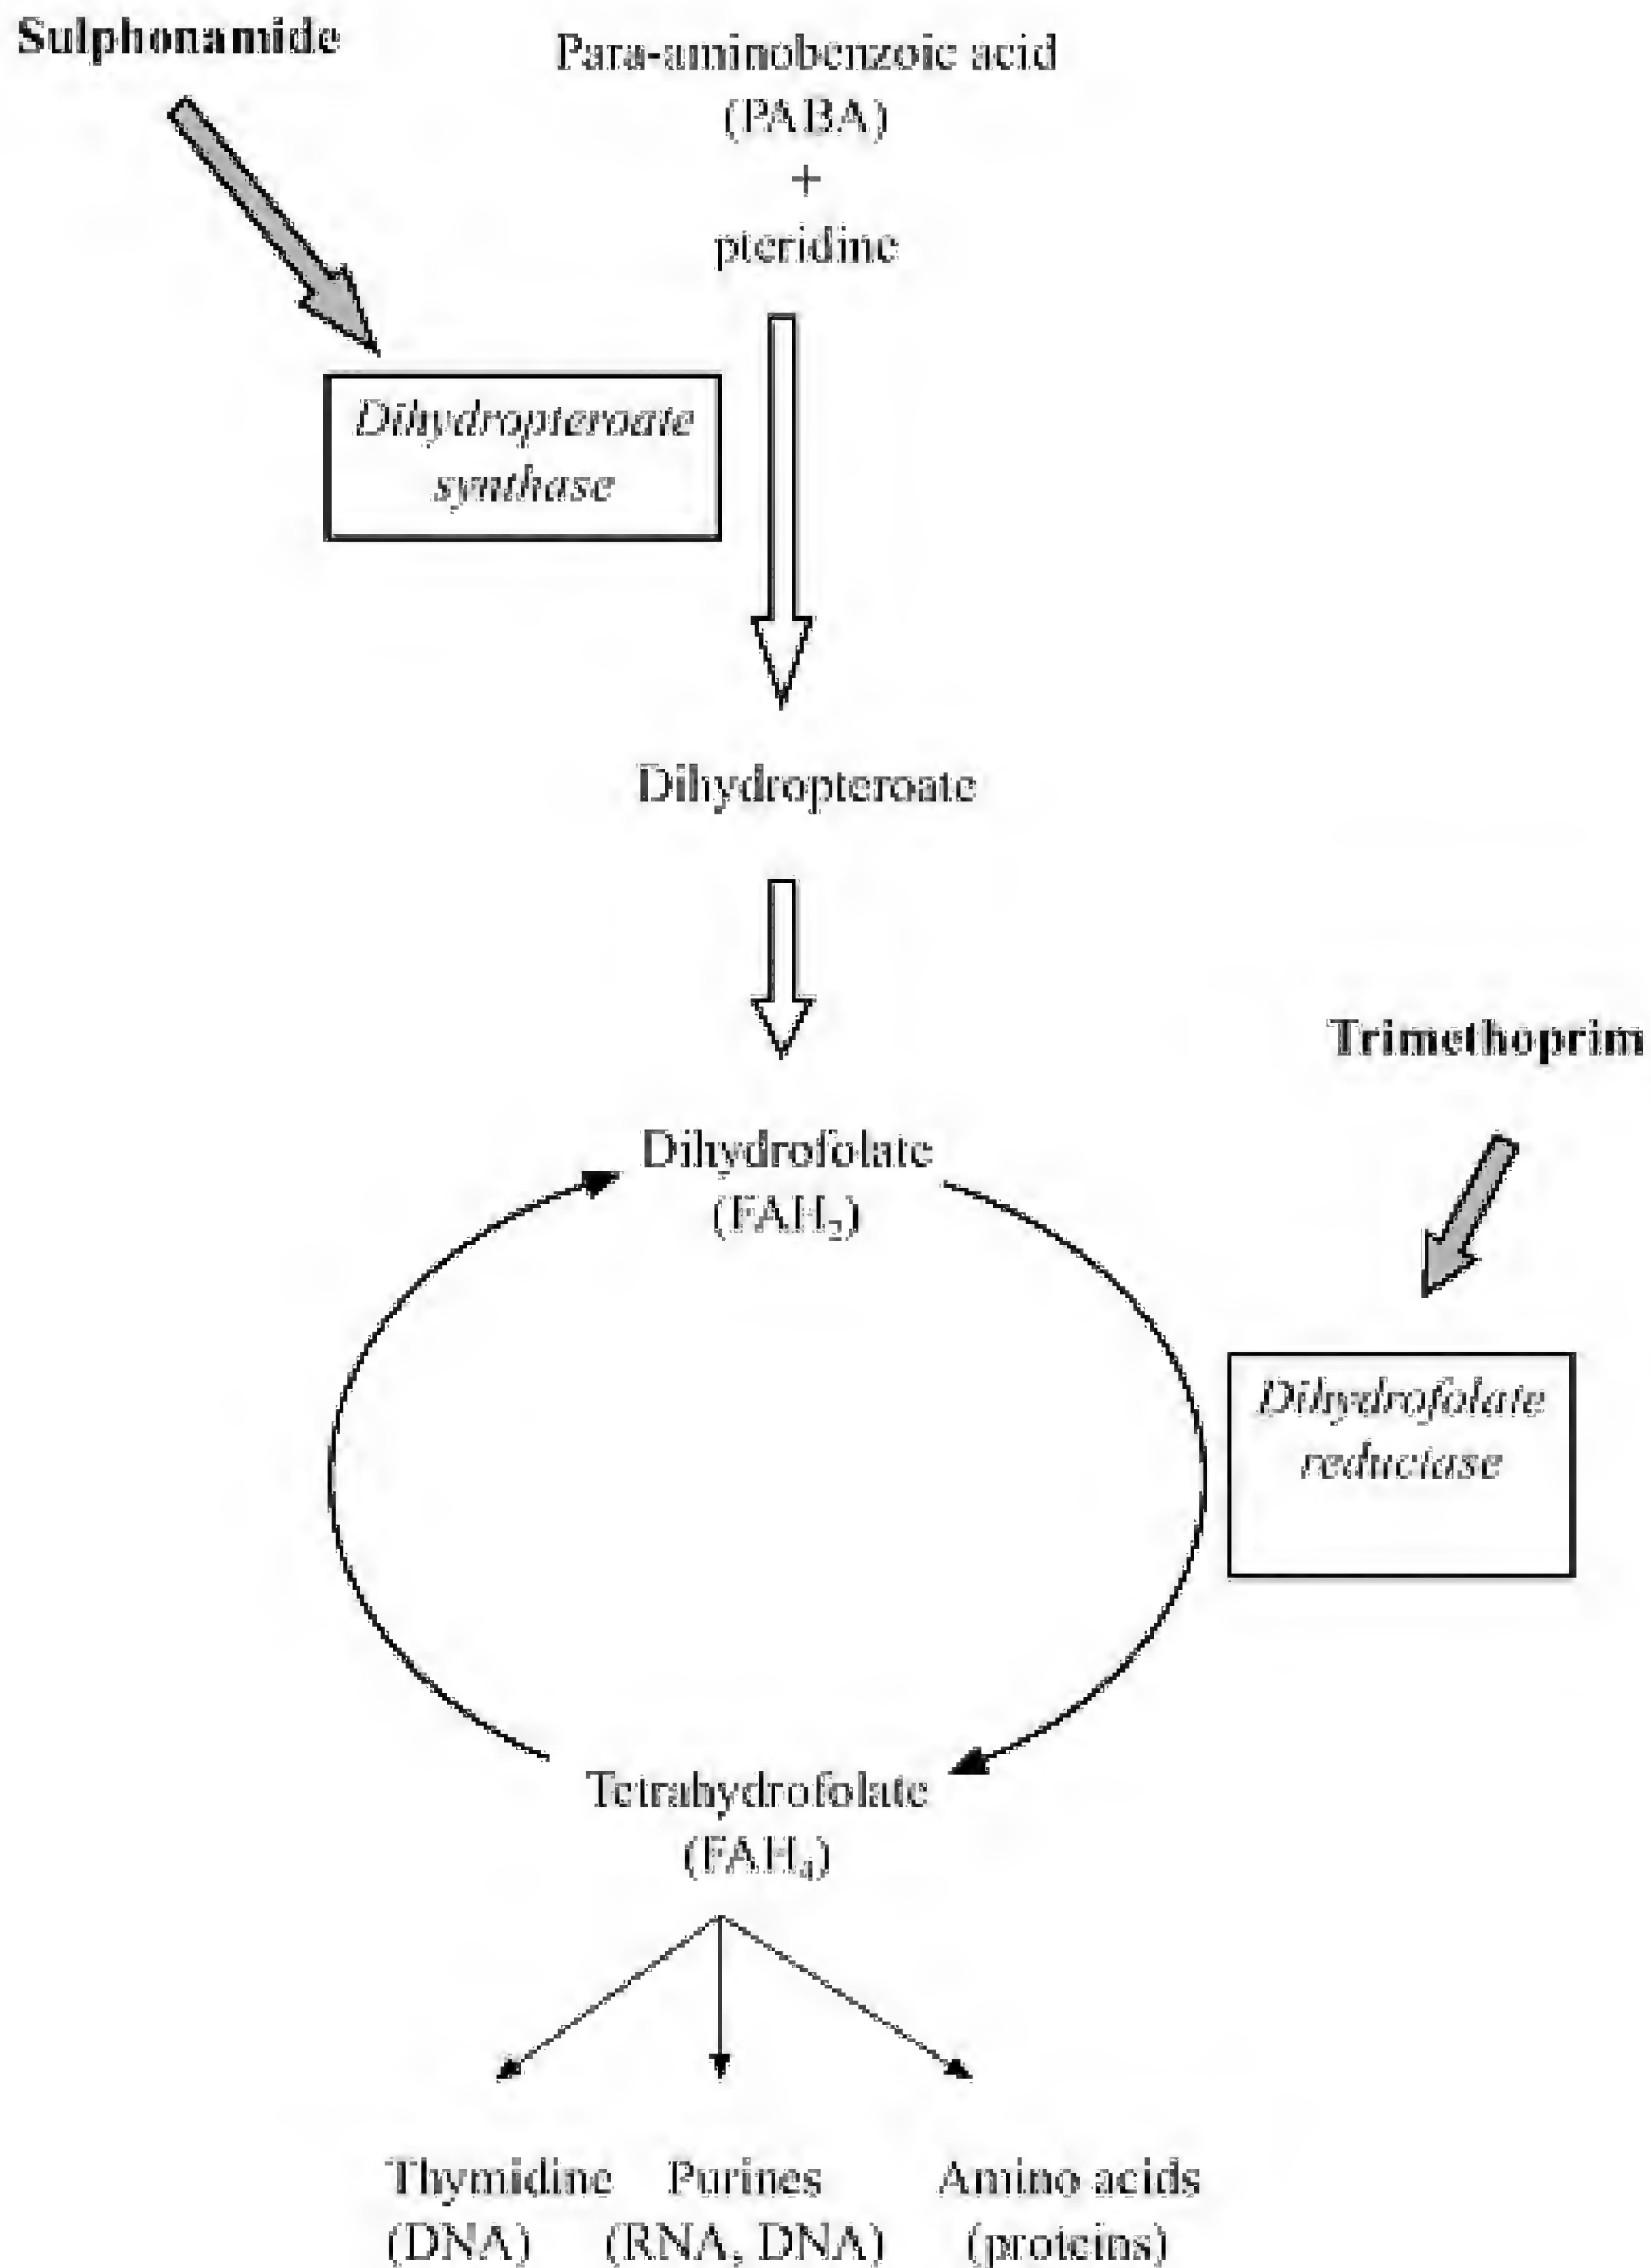 Sulphonamide
Para-aminobenzoic acid
(PABA)
+
pteridine
Dihydropteroate
synthase
Dihydropteroate
Trimethoprim
Dihydrofolate
(FAH₂)
Dihydrofolate
reductase
Tetrahydrofolate
(FAH₄)
Thymidine Purines Amino acids
(DNA) (RNA, DNA) (proteins)